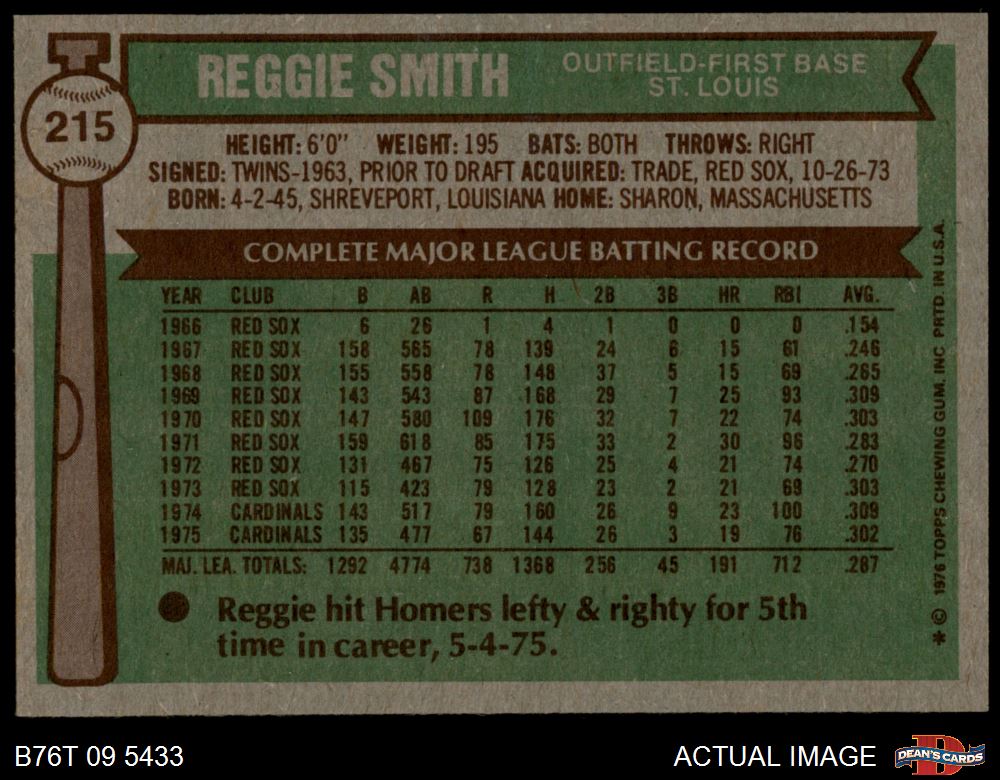 215
REGGIE SMITH
OUTFIELD-FIRST BASE
ST. LOUIS
HEIGHT: 6'0" WEIGHT: 195 BATS: BOTH THROWS: RIGHT
SIGNED: TWINS-1963, PRIOR TO DRAFT ACQUIRED: TRADE, RED SOX, 10-26-73
BORN: 4-2-45, SHREVEPORT, LOUISIANA HOME: SHARON, MASSACHUSETTS
COMPLETE MAJOR LEAGUE BATTING RECORD
YEAR CLUB B AB R H 2B 3B HR RBI AVG.
1966 RED SOX 6 26 1 4 1 0 0 0 .154
1967 RED SOX 158 565 78 139 24 6 15 61 .246
1968 RED SOX 155 558 78 148 37 5 15 69 .265
1969 RED SOX 143 543 87 168 29 7 25 93 .309
1970 RED SOX 147 580 109 176 32 7 22 74 .303
1971 RED SOX 159 618 85 175 33 2 30 96 .283
1972 RED SOX 131 467 75 126 25 4 21 74 .270
1973 RED SOX 115 423 79 128 23 2 21 69 .303
1974 CARDINALS 143 517 79 160 26 9 23 100 .309
1975 CARDINALS 135 477 67 144 26 3 19 76 .302
MAJ. LEA. TOTALS: 1292 4774 738 1368 256 45 191 712 .287
Reggie hit Homers lefty & righty for 5th
time in career, 5-4-75.
* © 1976 TOPPS CHEWING GUM, INC PRTD. IN U.S.A.
B76T 09 5433
ACTUAL IMAGE
DEAN'S CARDS